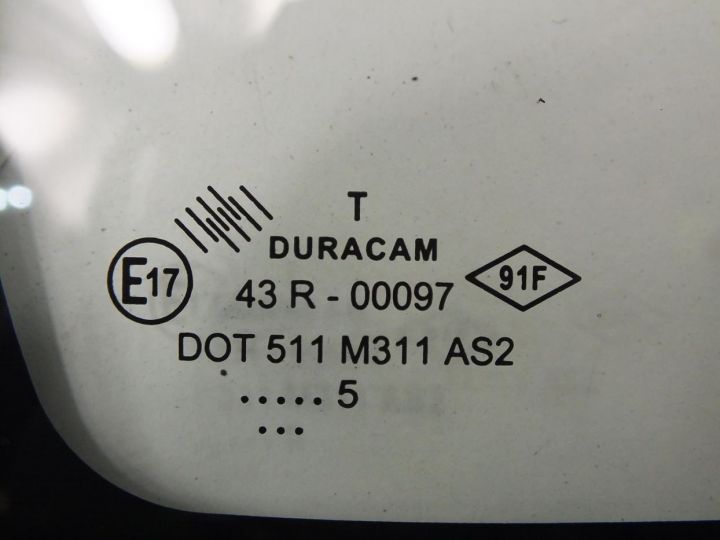 T
DURACAM
E17
43 R - 00097
91F
DOT 511 M311 AS2
..... 5
...